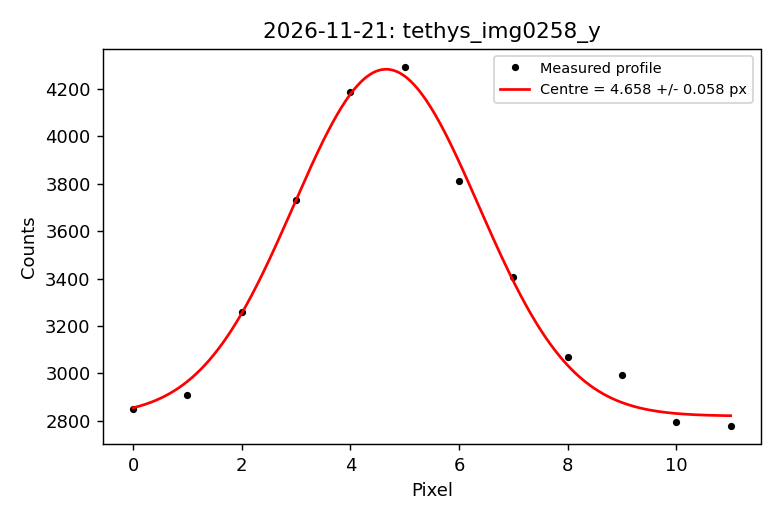 2026-11-21: tethys_img0258_y
Measured profile
Centre = 4.658 +/- 0.058 px
4200
4000
3800
3600
3400
3200
3000
2800
Counts
0 2 4 6 8 10
Pixel